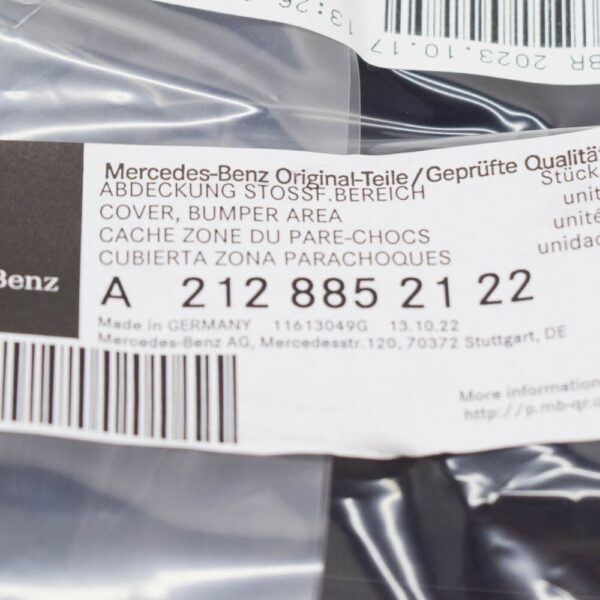 13:26
BR 2023.10.17
Mercedes-Benz Original-Teile/Geprüfte Qualität
ABDECKUNG STOSSF.BEREICH
Stück
COVER, BUMPER AREA
unit
CACHE ZONE DU PARE-CHOCS
unité
CUBIERTA ZONA PARACHOQUES
unidad
Benz
A 212 885 21 22
Made in GERMANY 11613049G 13.10.22
Mercedes-Benz AG, Mercedesstr.120, 70372 Stuttgart, DE
More information
http://p.mb-qr.c